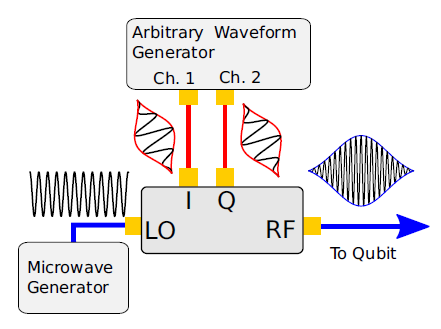 Arbitrary Waveform
Generator
Ch. 1 Ch. 2
I Q
LO RF
To Qubit
Microwave
Generator